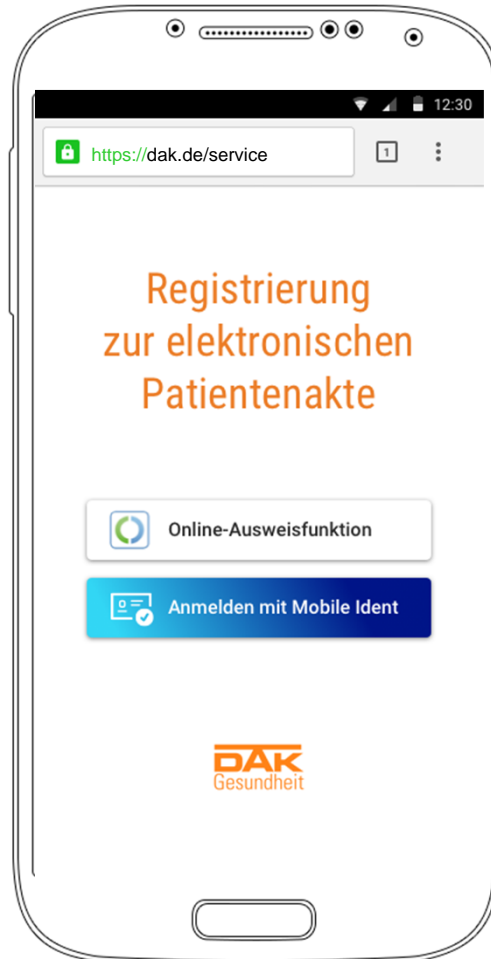 12:30
https://dak.de/service
1
Registrierung
zur elektronischen
Patientenakte
Online-Ausweisfunktion
Anmelden mit Mobile Ident
DAK
Gesundheit